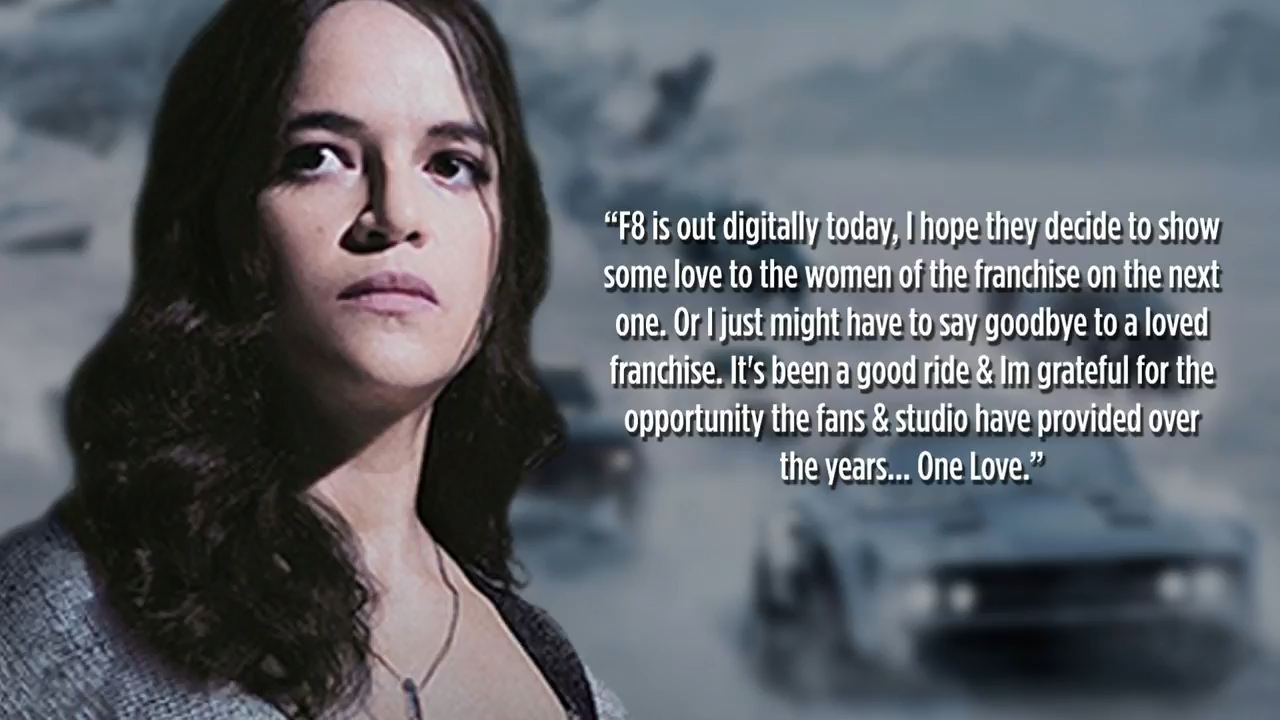 “F8 is out digitally today, I hope they decide to show
some love to the women of the franchise on the next
one. Or I just might have to say goodbye to a loved
franchise. It's been a good ride & Im grateful for the
opportunity the fans & studio have provided over
the years... One Love.”